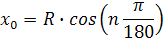 x₀ = R · cos(n π/180)